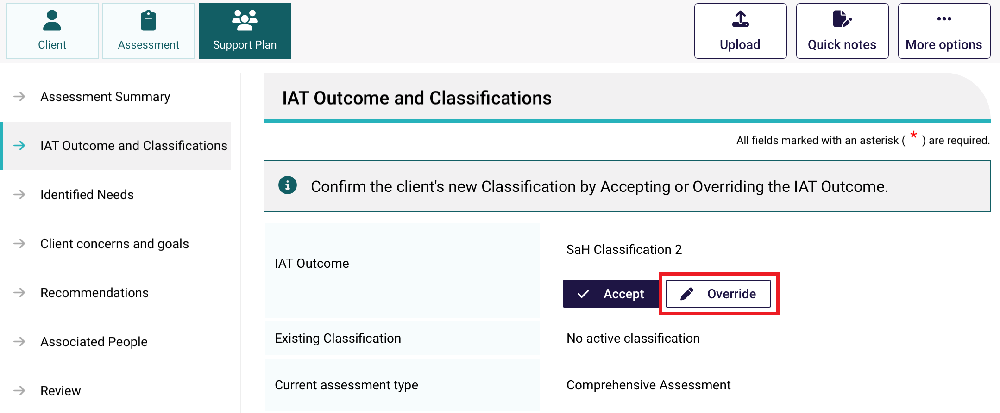 Client
Assessment
Support Plan
Upload
Quick notes
More options
Assessment Summary
IAT Outcome and Classifications
Identified Needs
Client concerns and goals
Recommendations
Associated People
Review
IAT Outcome and Classifications
All fields marked with an asterisk ( * ) are required.
Confirm the client's new Classification by Accepting or Overriding the IAT Outcome.
IAT Outcome
SaH Classification 2
Accept
Override
Existing Classification
No active classification
Current assessment type
Comprehensive Assessment